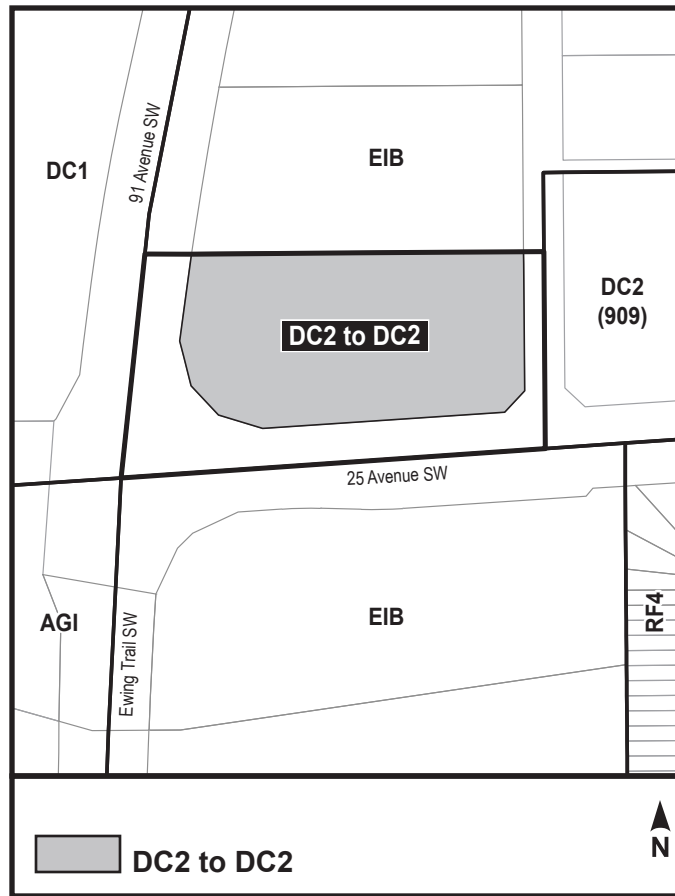 DC1
91 Avenue SW
EIB
DC2
(909)
DC2 to DC2
25 Avenue SW
AGI
Ewing Trail SW
EIB
RF4
DC2 to DC2
N